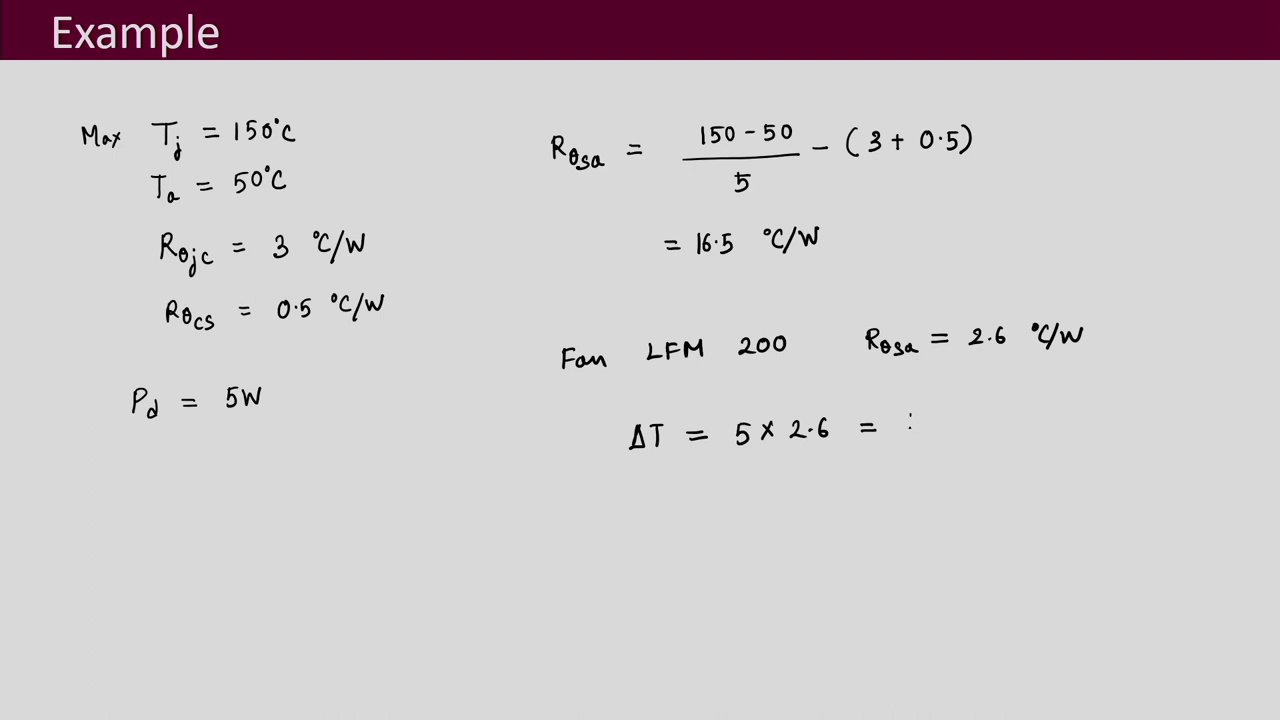 Example
Max Tj = 150°C
Ta = 50°C
Rθjc = 3 °C/W
Rθcs = 0.5 °C/W
Pd = 5W
Rθsa = (150 - 50)/5 - (3 + 0.5)
= 16.5 °C/W
Fan LFM 200 Rθsa = 2.6 °C/W
ΔT = 5 × 2.6 =